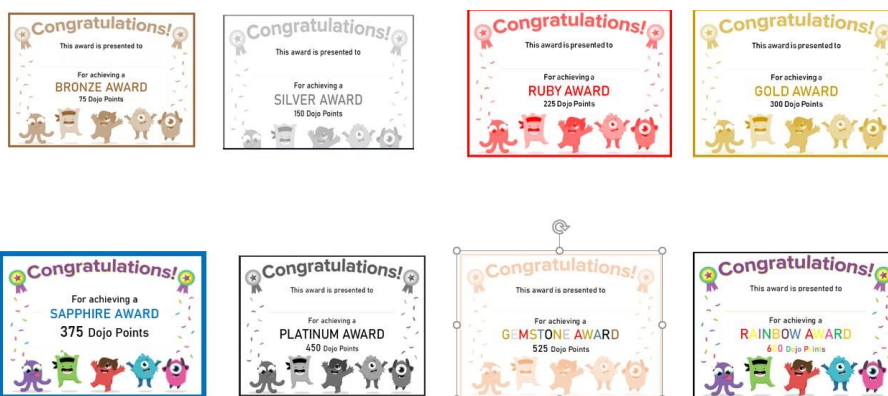 Congratulations!
This award is presented to
For achieving a
BRONZE AWARD
75 Dojo Points
Congratulations!
This award is presented to
For achieving a
SILVER AWARD
150 Dojo Points
Congratulations!
This award is presented to
For achieving a
RUBY AWARD
225 Dojo Points
Congratulations!
This award is presented to
For achieving a
GOLD AWARD
300 Dojo Points
Congratulations!
For achieving a
SAPPHIRE AWARD
375 Dojo Points
Congratulations!
This award is presented to
For achieving a
PLATINUM AWARD
450 Dojo Points
Congratulations!
This award is presented to
For achieving a
GEMSTONE AWARD
525 Dojo Points
Congratulations!
This award is presented to
For achieving a
RAINBOW AWARD
600 Dojo Points